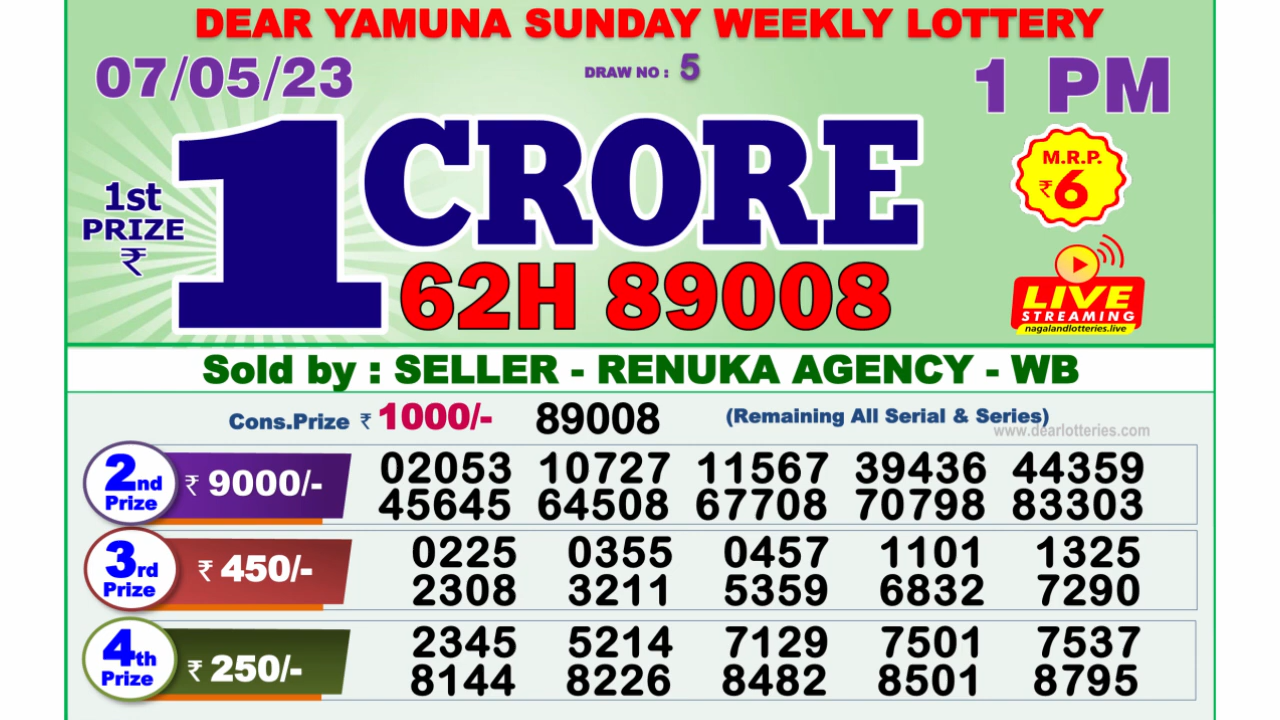 DEAR YAMUNA SUNDAY WEEKLY LOTTERY
07/05/23 DRAW NO : 5 1 PM
1st PRIZE ₹ 1 CRORE
M.R.P. ₹ 6
62H 89008
LIVE
STREAMING
nagalandlotteries.live
Sold by : SELLER - RENUKA AGENCY - WB
Cons.Prize ₹ 1000/- 89008 (Remaining All Serial & Series)
www.dearlotteries.com
2nd Prize ₹ 9000/-
02053 10727 11567 39436 44359
45645 64508 67708 70798 83303
3rd Prize ₹ 450/-
0225 0355 0457 1101 1325
2308 3211 5359 6832 7290
4th Prize ₹ 250/-
2345 5214 7129 7501 7537
8144 8226 8482 8501 8795